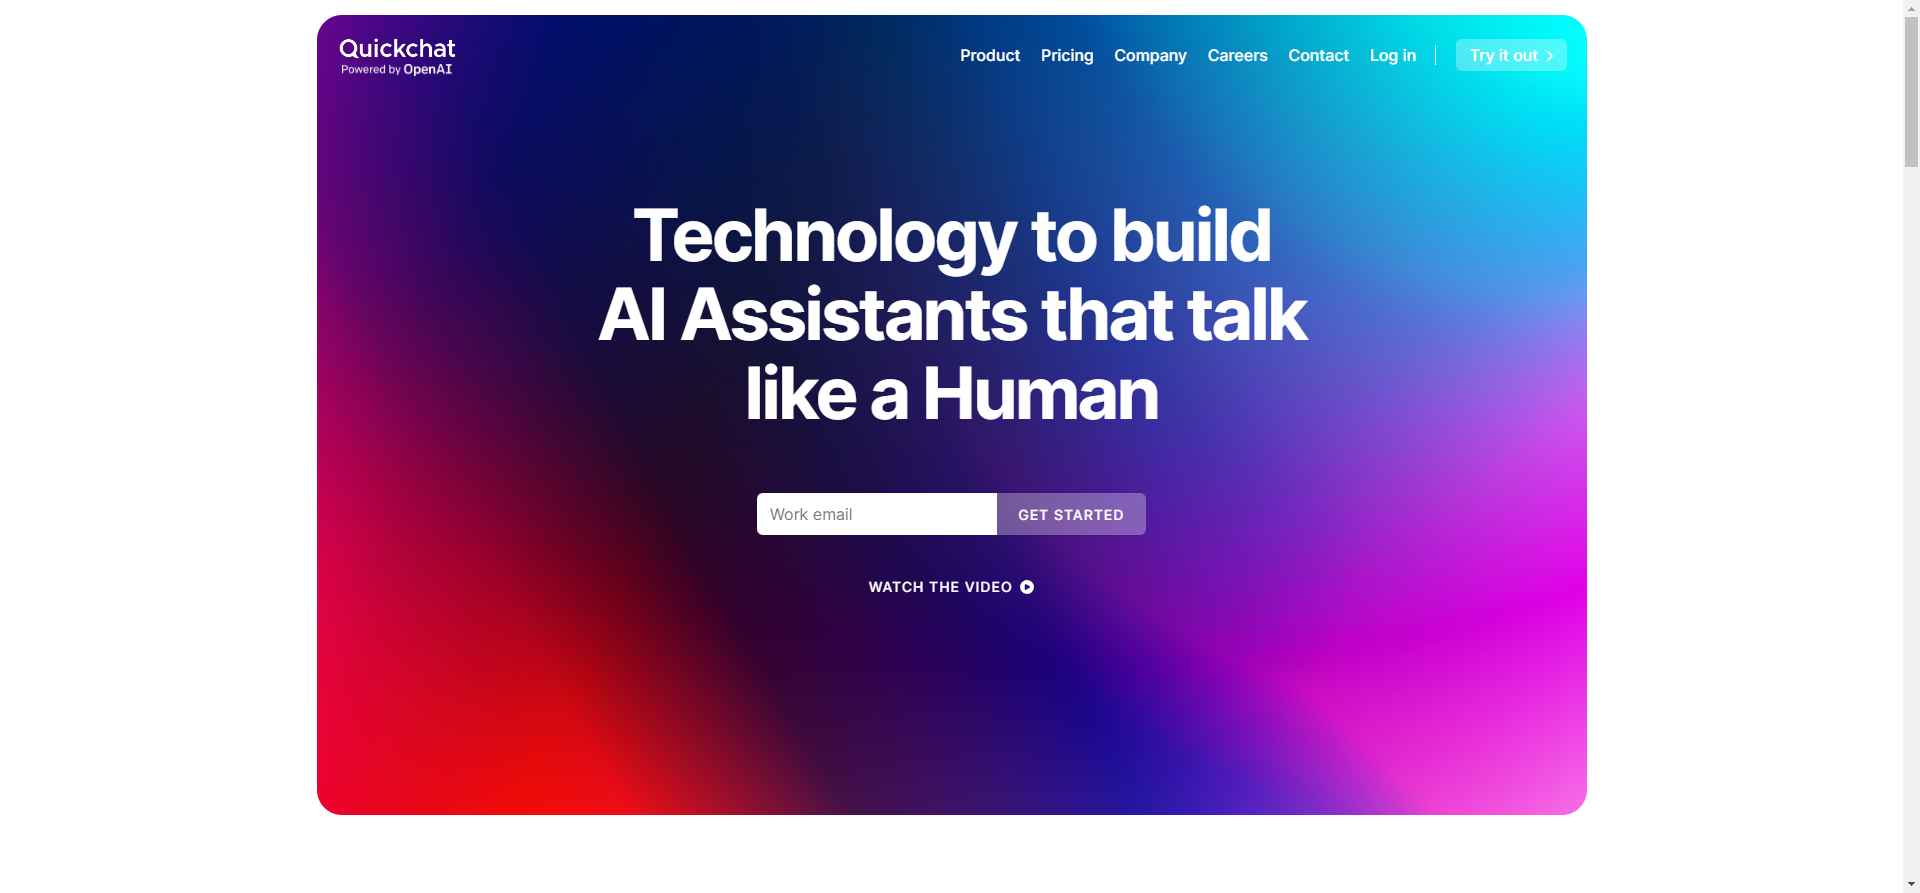 Quickchat
Powered by OpenAI
Product Pricing Company Careers Contact Log in Try it out
Technology to build
AI Assistants that talk
like a Human
Work email GET STARTED
WATCH THE VIDEO